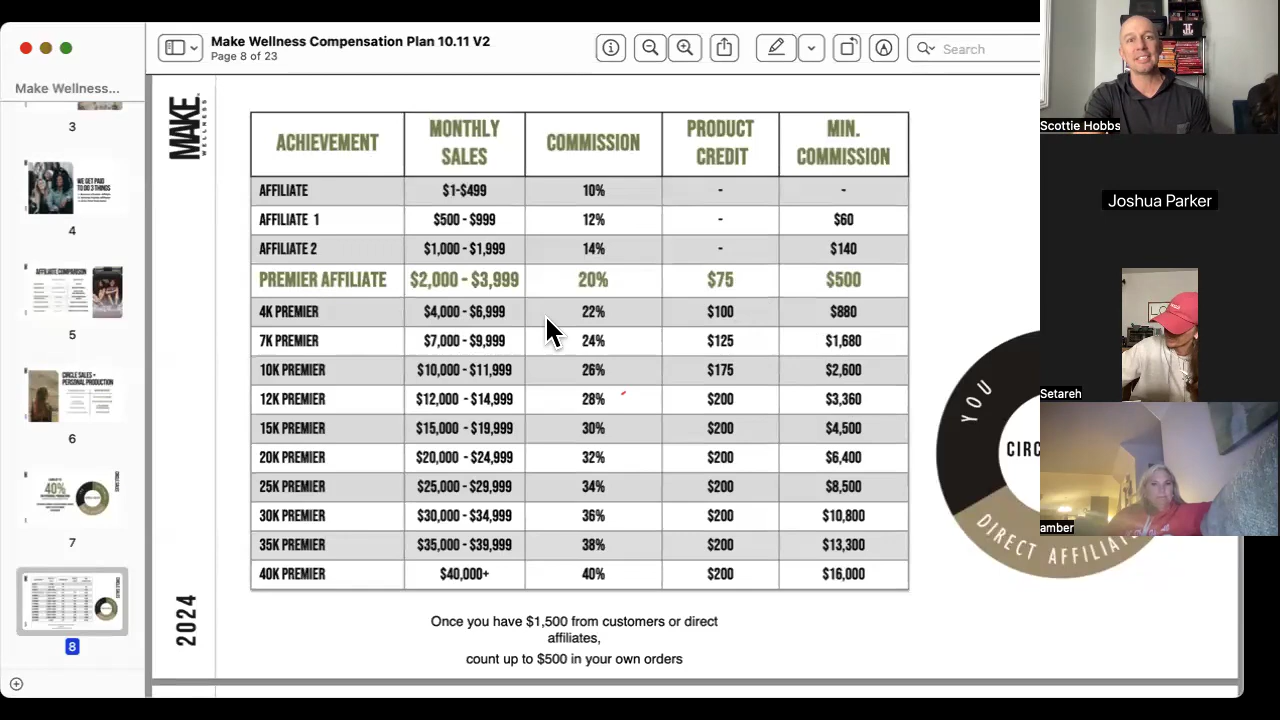 Make Wellness Compensation Plan 10.11 V2
Page 8 of 23
Search
Make Wellness...
3
WE GET PAID
TO DO 3 THINGS
4
AFFILIATE COMPARISON
5
CIRCLE SALES +
PERSONAL PRODUCTION
6
40%
7
8
MAKE
WELLNESS
2024
ACHIEVEMENT MONTHLY SALES COMMISSION PRODUCT CREDIT MIN. COMMISSION
AFFILIATE $1-$499 10% - -
AFFILIATE 1 $500 - $999 12% - $60
AFFILIATE 2 $1,000 - $1,999 14% - $140
PREMIER AFFILIATE $2,000 - $3,999 20% $75 $500
4K PREMIER $4,000 - $6,999 22% $100 $880
7K PREMIER $7,000 - $9,999 24% $125 $1,680
10K PREMIER $10,000 - $11,999 26% $175 $2,600
12K PREMIER $12,000 - $14,999 28% $200 $3,360
15K PREMIER $15,000 - $19,999 30% $200 $4,500
20K PREMIER $20,000 - $24,999 32% $200 $6,400
25K PREMIER $25,000 - $29,999 34% $200 $8,500
30K PREMIER $30,000 - $34,999 36% $200 $10,800
35K PREMIER $35,000 - $39,999 38% $200 $13,300
40K PREMIER $40,000+ 40% $200 $16,000
Once you have $1,500 from customers or direct
affiliates,
count up to $500 in your own orders
YOU
DIRECT
Scottie Hobbs
Joshua Parker
Setareh
amber